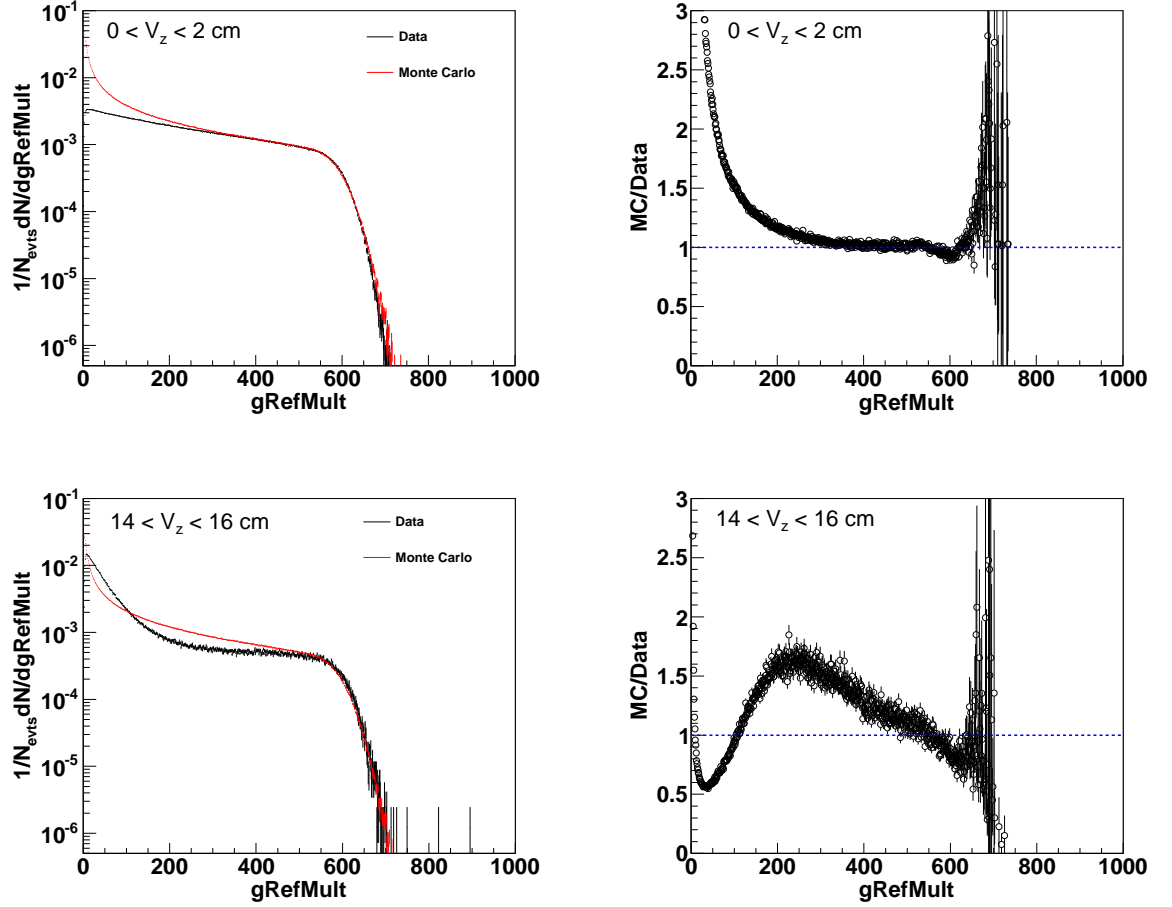 0 < V_z < 2 cm
Data
Monte Carlo
1/N_evts dN/dgRefMult
10^-1
10^-2
10^-3
10^-4
10^-5
10^-6
0 200 400 600 800 1000
gRefMult
0 < V_z < 2 cm
MC/Data
3
2.5
2
1.5
1
0.5
0
0 200 400 600 800 1000
gRefMult
14 < V_z < 16 cm
Data
Monte Carlo
1/N_evts dN/dgRefMult
10^-1
10^-2
10^-3
10^-4
10^-5
10^-6
0 200 400 600 800 1000
gRefMult
14 < V_z < 16 cm
MC/Data
3
2.5
2
1.5
1
0.5
0
0 200 400 600 800 1000
gRefMult